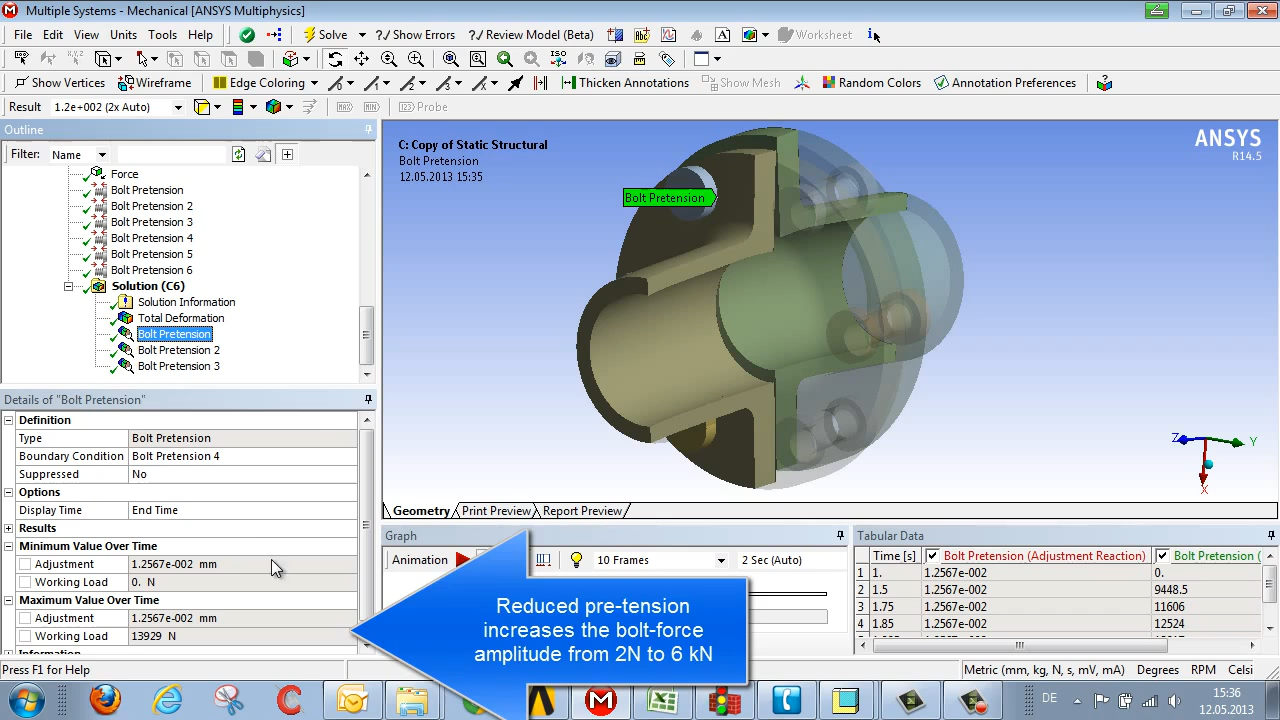 Multiple Systems - Mechanical [ANSYS Multiphysics]
File Edit View Units Tools Help Solve ?/ Show Errors ?/ Review Model (Beta) A Worksheet i
ISO
Show Vertices Wireframe Edge Coloring Thicken Annotations Show Mesh Random Colors Annotation Preferences
Result 1.2e+002 (2x Auto) MAX MIN Probe
Outline
Filter: Name
Force
Bolt Pretension
Bolt Pretension 2
Bolt Pretension 3
Bolt Pretension 4
Bolt Pretension 5
Bolt Pretension 6
Solution (C6)
Solution Information
Total Deformation
Bolt Pretension
Bolt Pretension 2
Bolt Pretension 3
Details of "Bolt Pretension"
Definition
Type Bolt Pretension
Boundary Condition Bolt Pretension 4
Suppressed No
Options
Display Time End Time
Results
Minimum Value Over Time
Adjustment 1.2567e-002 mm
Working Load 0. N
Maximum Value Over Time
Adjustment 1.2567e-002 mm
Working Load 13929 N
Information
C: Copy of Static Structural
Bolt Pretension
12.05.2013 15:35
ANSYS
R14.5
Bolt Pretension
Z Y
X
Geometry Print Preview Report Preview
Graph
Animation 10 Frames 2 Sec (Auto)
Reduced pre-tension
increases the bolt-force
amplitude from 2N to 6 kN
Tabular Data
Time [s] Bolt Pretension (Adjustment Reaction) Bolt Pretension (
1 1. 1.2567e-002 0.
2 1.5 1.2567e-002 9448.5
3 1.75 1.2567e-002 11606
4 1.85 1.2567e-002 12524
Press F1 for Help
Metric (mm, kg, N, s, mV, mA) Degrees RPM Celsi
DE
15:36
12.05.2013